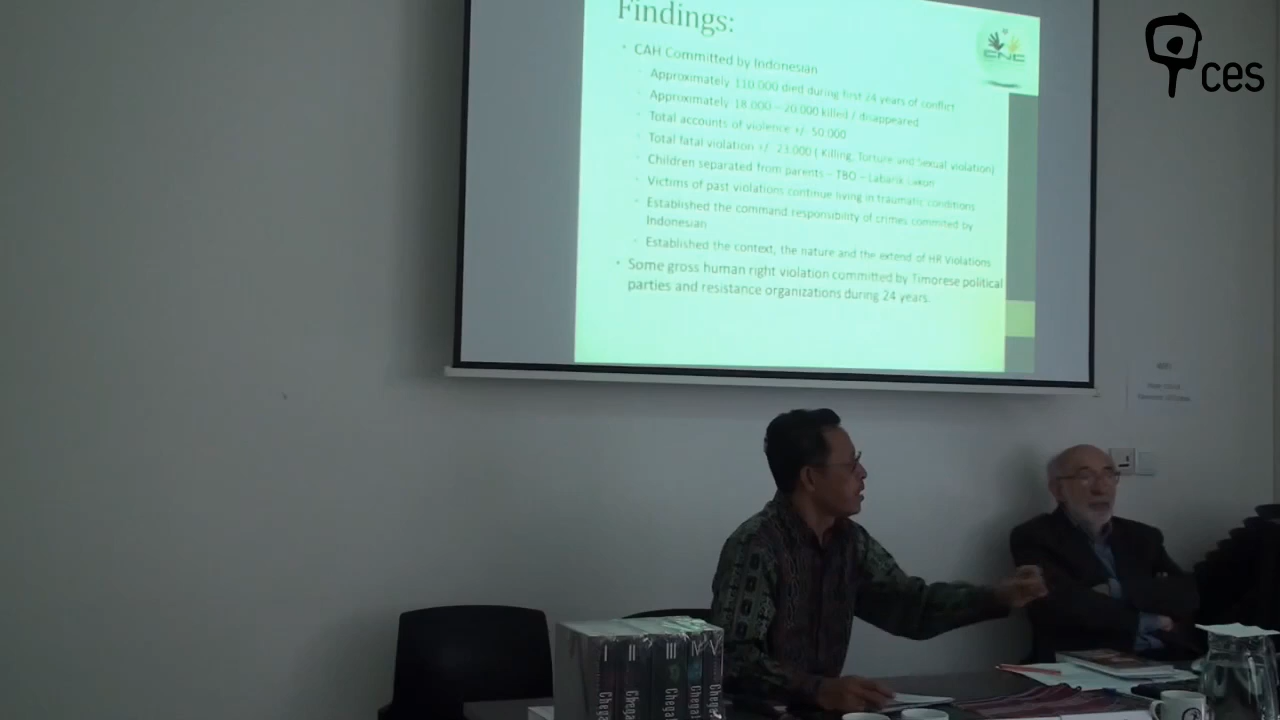 Findings:
CNC
ces
• CAH Committed by Indonesian
Approximately 110.000 died during first 24 years of conflict
Approximately 18.000 – 20.000 killed / disappeared
Total accounts of violence +/- 50.000
Total fatal violation +/- 23.000 ( Killing, Torture and Sexual violation)
Children separated from parents – TBO – Labarik Lakon
Victims of past violations continue living in traumatic conditions
Established the command responsibility of crimes commited by
Indonesian
Established the context, the nature and the extend of HR Violations
• Some gross human right violation committed by Timorese political
parties and resistance organizations during 24 years.
I II III IV V
Chega
Chega
Chega
Chega
Chega